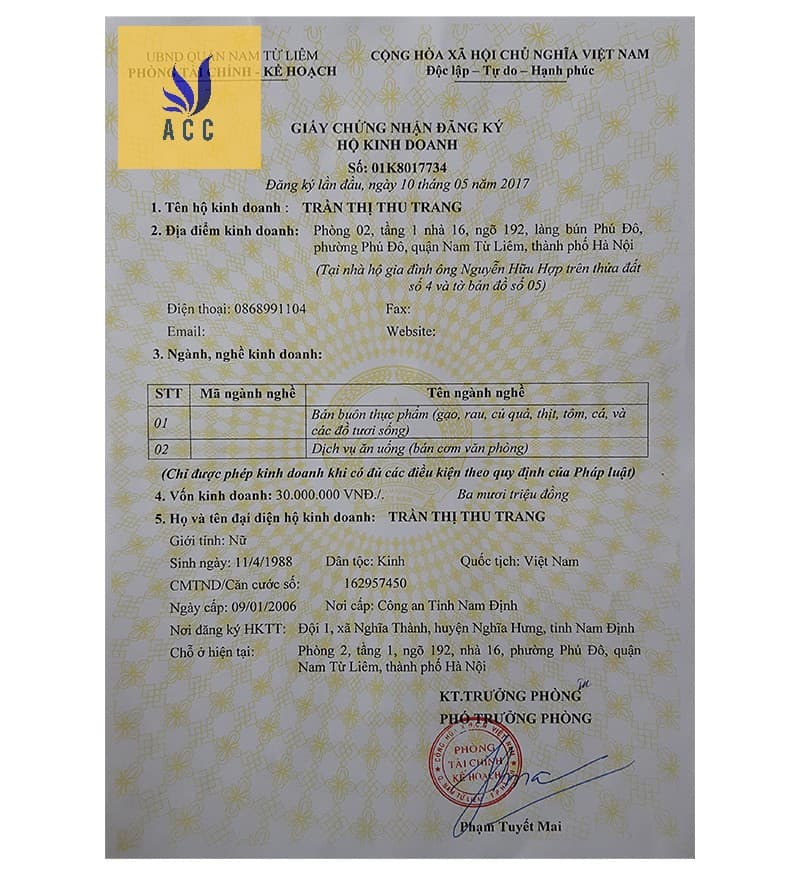 UBND QUẬN NAM TỪ LIÊM
PHÒNG TÀI CHÍNH - KẾ HOẠCH
CỘNG HÒA XÃ HỘI CHỦ NGHĨA VIỆT NAM
Độc lập – Tự do – Hạnh phúc
ACC
GIẤY CHỨNG NHẬN ĐĂNG KÝ
HỘ KINH DOANH
Số: 01K8017734
Đăng ký lần đầu, ngày 10 tháng 05 năm 2017
1. Tên hộ kinh doanh : TRẦN THỊ THU TRANG
2. Địa điểm kinh doanh: Phòng 02, tầng 1 nhà 16, ngõ 192, làng bún Phú Đô,
phường Phú Đô, quận Nam Từ Liêm, thành phố Hà Nội
(Tại nhà hộ gia đình ông Nguyễn Hữu Hợp trên thửa đất
số 4 và tờ bản đồ số 05)
Điện thoại: 0868991104 Fax:
Email: Website:
3. Ngành, nghề kinh doanh:
STT Mã ngành nghề Tên ngành nghề
01 Bán buôn thực phẩm (gạo, rau, củ quả, thịt, tôm, cá, và
các đồ tươi sống)
02 Dịch vụ ăn uống (bán cơm văn phòng)
(Chỉ được phép kinh doanh khi có đủ các điều kiện theo quy định của Pháp luật)
4. Vốn kinh doanh: 30.000.000 VNĐ./. Ba mươi triệu đồng
5. Họ và tên đại diện hộ kinh doanh: TRẦN THỊ THU TRANG
Giới tính: Nữ
Sinh ngày: 11/4/1988 Dân tộc: Kinh Quốc tịch: Việt Nam
CMTND/Căn cước số: 162957450
Ngày cấp: 09/01/2006 Nơi cấp: Công an Tỉnh Nam Định
Nơi đăng ký HKTT: Đội 1, xã Nghĩa Thành, huyện Nghĩa Hưng, tỉnh Nam Định
Chỗ ở hiện tại: Phòng 2, tầng 1, ngõ 192, nhà 16, phường Phú Đô, quận
Nam Từ Liêm, thành phố Hà Nội
KT.TRƯỞNG PHÒNG
PHÓ TRƯỞNG PHÒNG
PHÒNG
TÀI CHÍNH
KẾ HOẠCH
Phạm Tuyết Mai